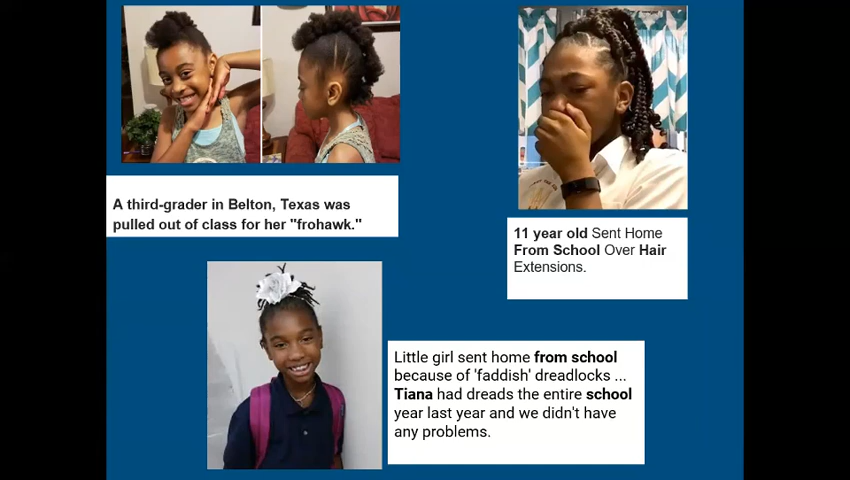 A third-grader in Belton, Texas was
pulled out of class for her "frohawk."
11 year old Sent Home
From School Over Hair
Extensions.
Little girl sent home from school
because of 'faddish' dreadlocks ...
Tiana had dreads the entire school
year last year and we didn't have
any problems.